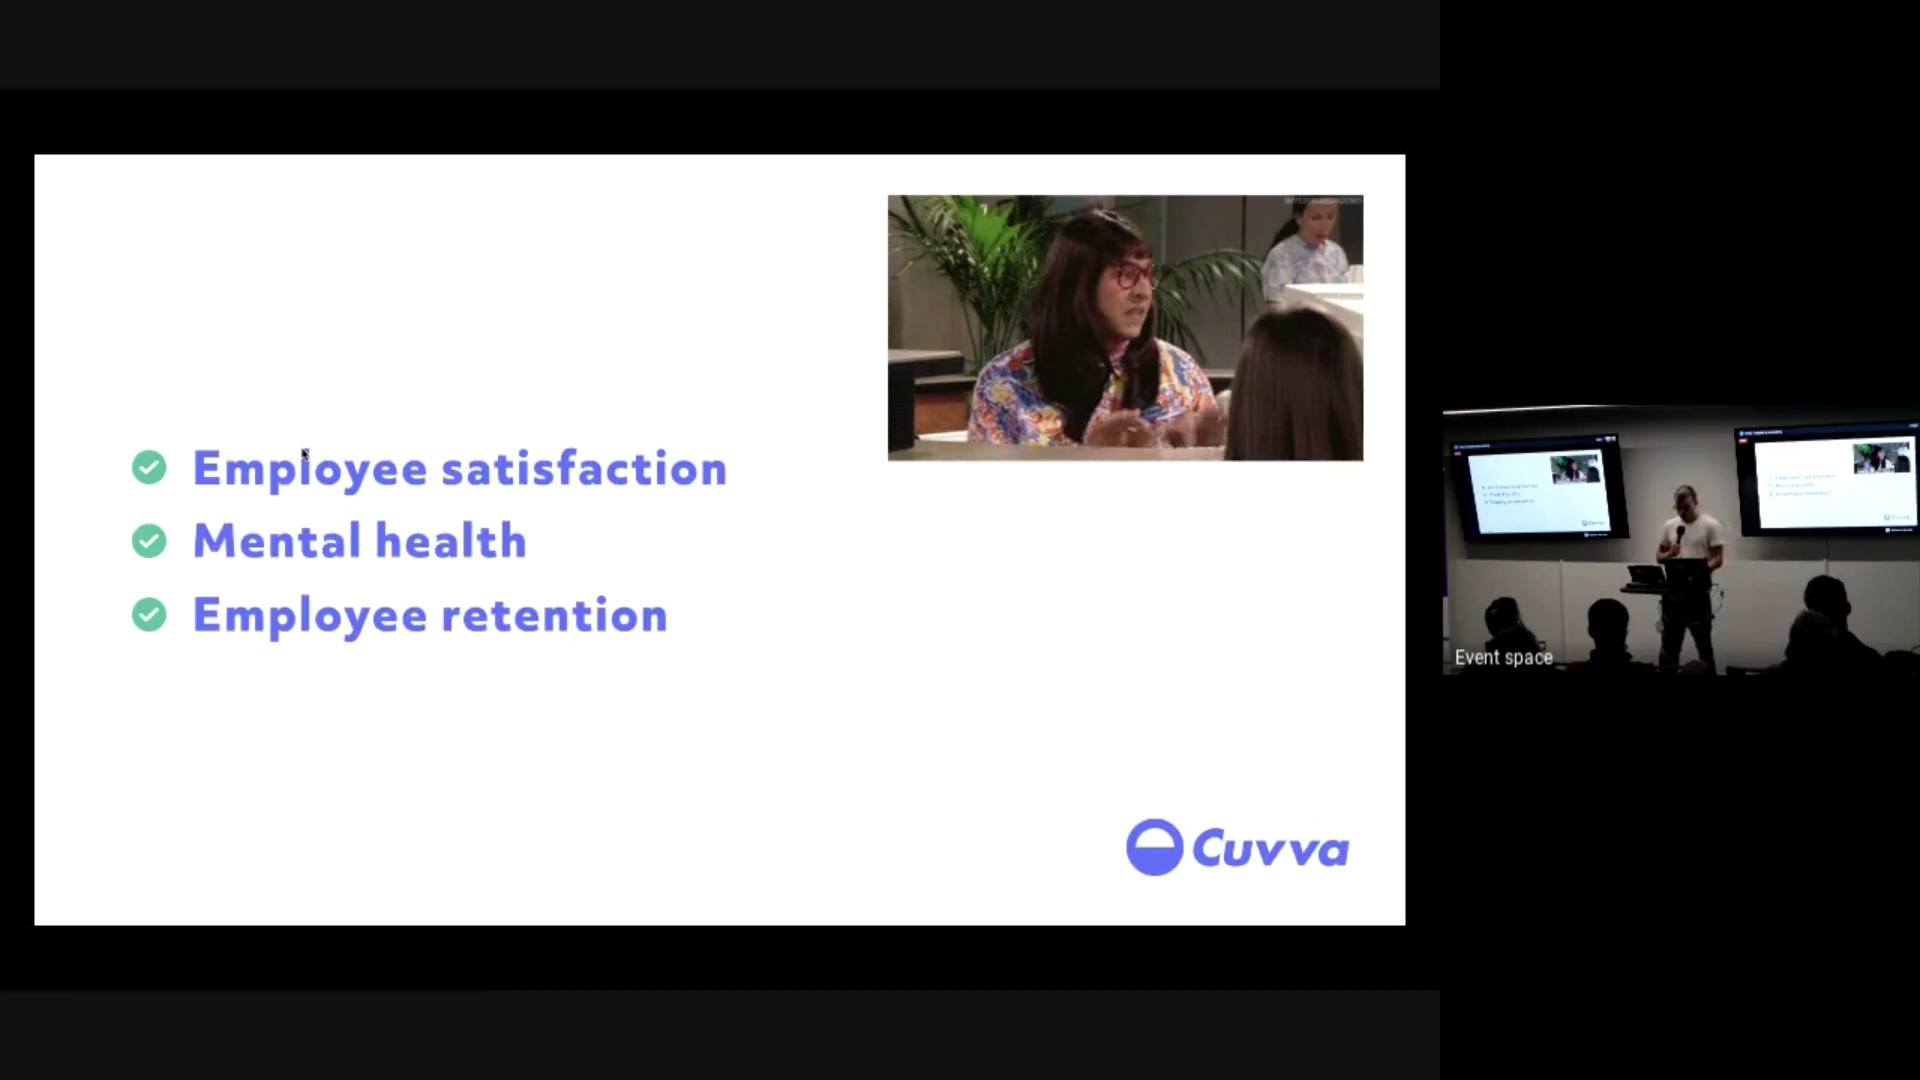 Employee satisfaction
Mental health
Employee retention
Cuvva
Event space